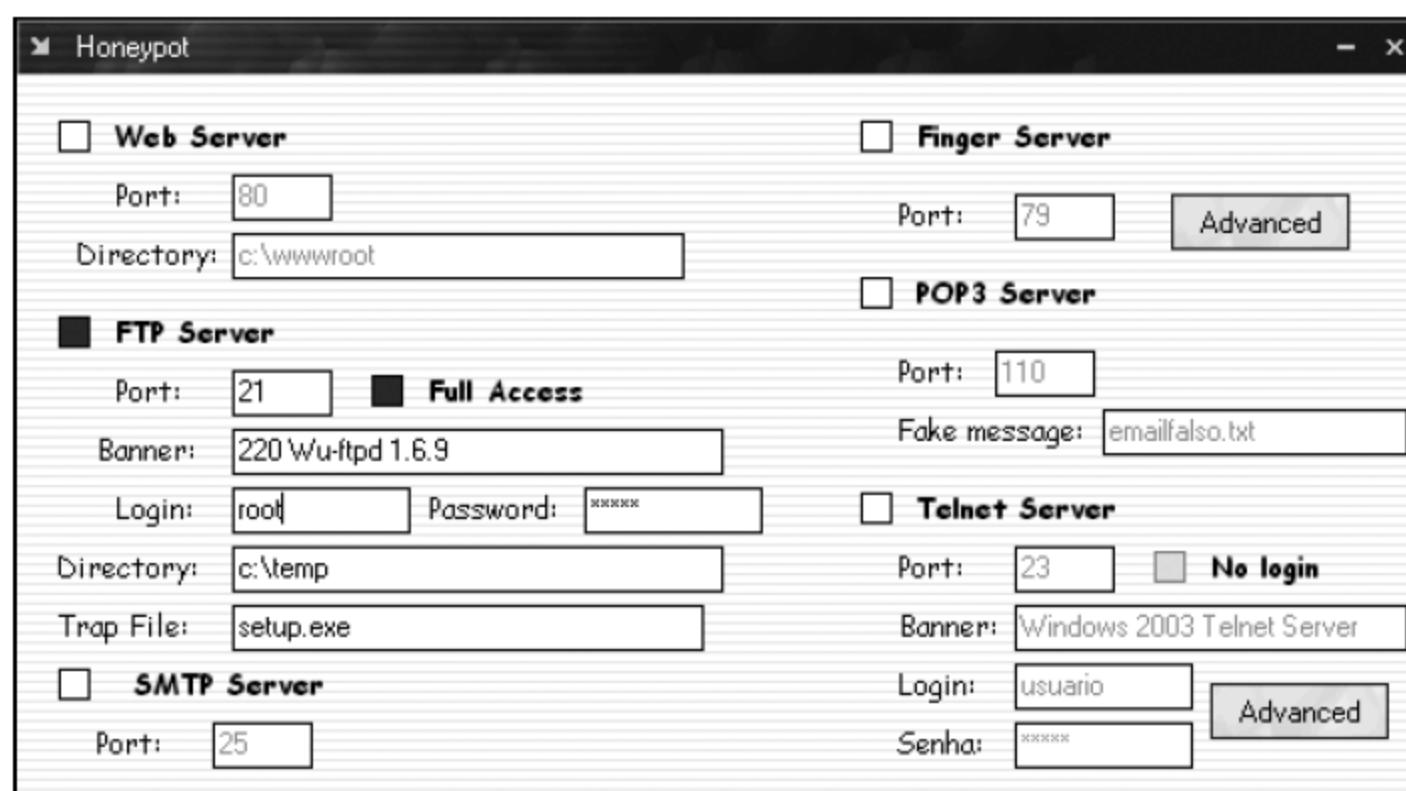 Honeypot
Web Server
Port: 80
Directory: c:\wwwroot
FTP Server
Port: 21 Full Access
Banner: 220 Wu-ftpd 1.6.9
Login: root Password: *****
Directory: c:\temp
Trap File: setup.exe
SMTP Server
Port: 25
Finger Server
Port: 79 Advanced
POP3 Server
Port: 110
Fake message: emailfalso.txt
Telnet Server
Port: 23 No login
Banner: Windows 2003 Telnet Server
Login: usuario
Advanced
Senha: *****